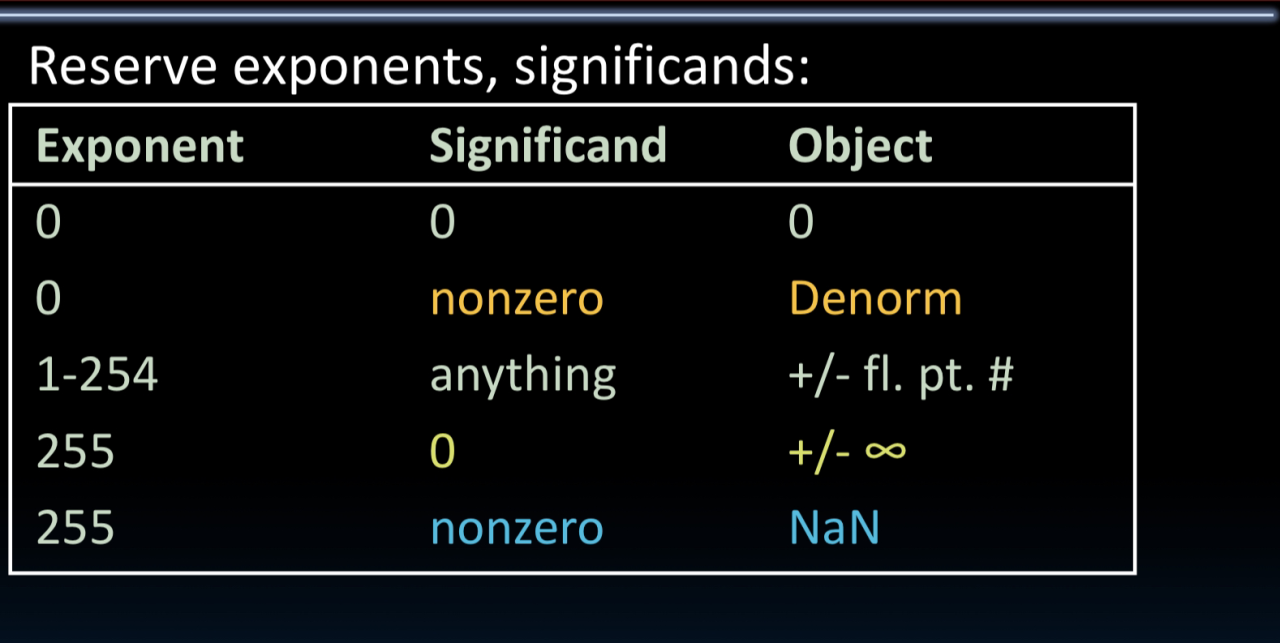 Reserve exponents, significands:
Exponent Significand Object
0 0 0
0 nonzero Denorm
1-254 anything +/- fl. pt. #
255 0 +/- ∞
255 nonzero NaN